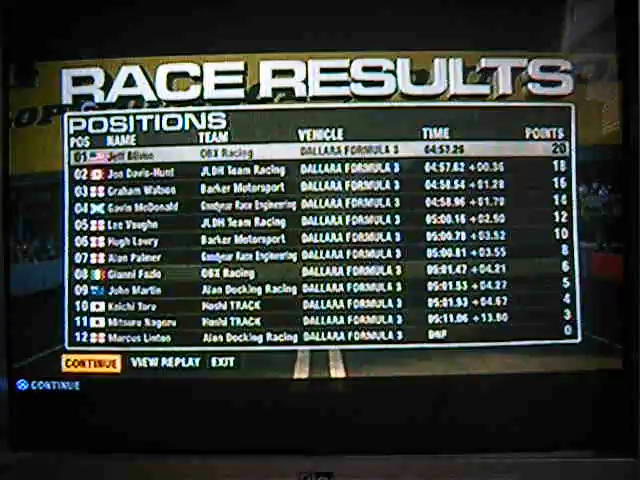 RACE RESULTS
POSITIONS
POS NAME TEAM VEHICLE TIME POINTS
01 Jeff OBX Racing DALLARA FORMULA 3 04:57.26 20
02 Jon Davis-Hunt JLDH Team Racing DALLARA FORMULA 3 04:57.62 +00.36 18
03 Graham Watson Barker Motorsport DALLARA FORMULA 3 04:58.54 +01.28 16
04 Gavin McDonald Goodyear Race Engineering DALLARA FORMULA 3 04:58.96 +01.70 14
05 Lee Vaughn JLDH Team Racing DALLARA FORMULA 3 05:00.16 +02.90 12
06 Hugh Lowry Barker Motorsport DALLARA FORMULA 3 05:00.78 +03.52 10
07 Alan Palmer Goodyear Race Engineering DALLARA FORMULA 3 05:00.81 +03.55 8
08 Gianni Fazio OBX Racing DALLARA FORMULA 3 05:01.47 +04.21 6
09 John Martin Alan Docking Racing DALLARA FORMULA 3 05:01.53 +04.27 5
10 Koichi Toro Hoshi TRACK DALLARA FORMULA 3 05:01.93 +04.67 4
11 Mitsuru Hoshi TRACK DALLARA FORMULA 3 05:11.06 +13.80 3
12 Marcus Linton Alan Docking Racing DALLARA FORMULA 3 DNF 0
CONTINUE VIEW REPLAY EXIT
CONTINUE